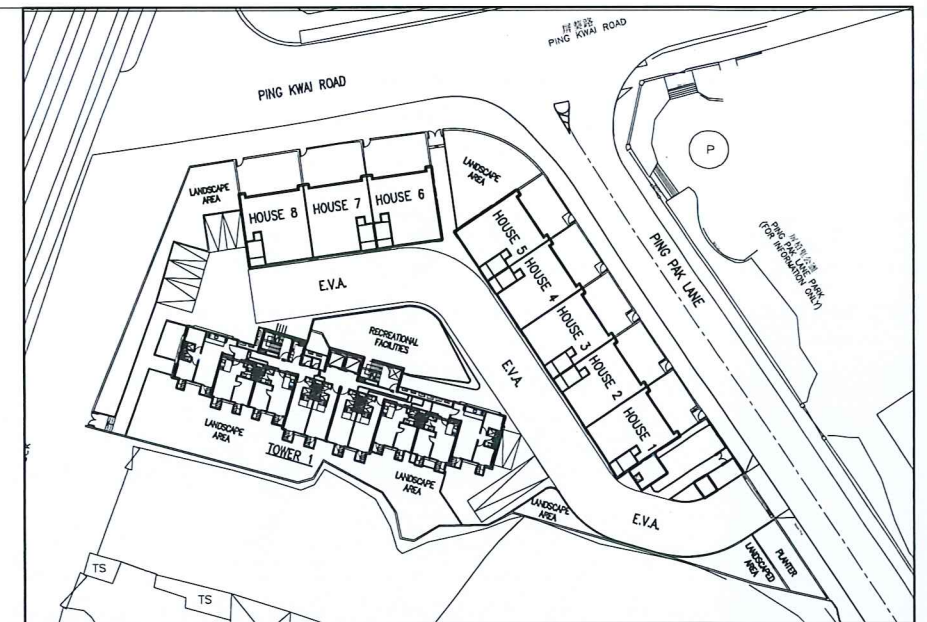 屏葵路
PING KWAI ROAD
PING KWAI ROAD
P
LANDSCAPE
AREA
LANDSCAPE
AREA
HOUSE 8
HOUSE 7
HOUSE 6
HOUSE 5
HOUSE 4
HOUSE 3
HOUSE 2
HOUSE 1
PING PAK LANE
PING PAK LANE PARK
(FOR INFORMATION
ONLY)
E.V.A.
RECREATIONAL
FACILITIES
E.V.A.
LANDSCAPE
AREA
TOWER 1
LANDSCAPE
AREA
LANDSCAPE
AREA
E.V.A.
LANDSCAPED
AREA
PLANTER
TS
TS